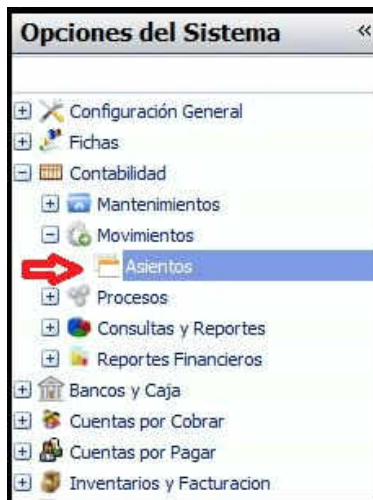 Opciones del Sistema «
Configuración General
Fichas
Contabilidad
Mantenimientos
Movimientos
Asientos
Procesos
Consultas y Reportes
Reportes Financieros
Bancos y Caja
Cuentas por Cobrar
Cuentas por Pagar
Inventarios y Facturacion